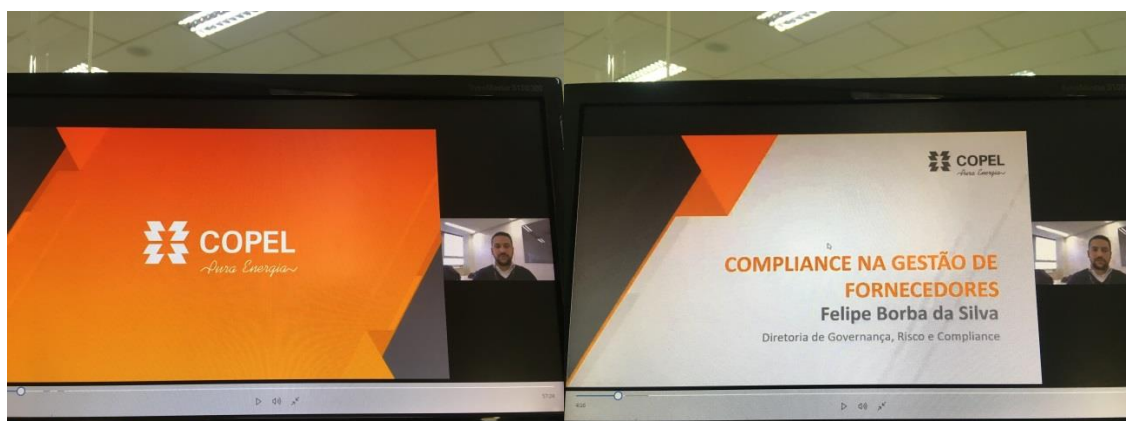 COPEL
Pura Energia
COPEL
Pura Energia
COMPLIANCE NA GESTÃO DE
FORNECEDORES
Felipe Borba da Silva
Diretoria de Governança, Risco e Compliance